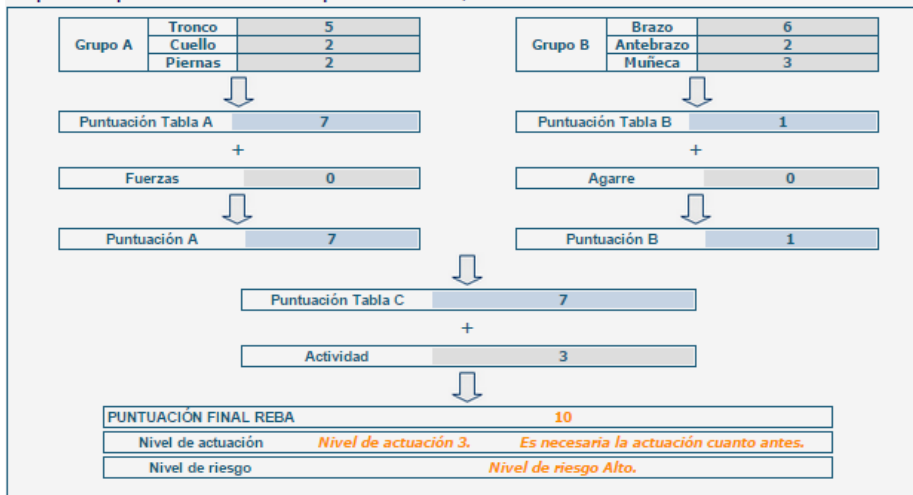 Grupo A
Tronco 5
Cuello 2
Piernas 2
Grupo B
Brazo 6
Antebrazo 2
Muñeca 3
Puntuación Tabla A 7
Puntuación Tabla B 1
+
+
Fuerzas 0
Agarre 0
Puntuación A 7
Puntuación B 1
Puntuación Tabla C 7
+
Actividad 3
PUNTUACIÓN FINAL REBA 10
Nivel de actuación Nivel de actuación 3. Es necesaria la actuación cuanto antes.
Nivel de riesgo Nivel de riesgo Alto.